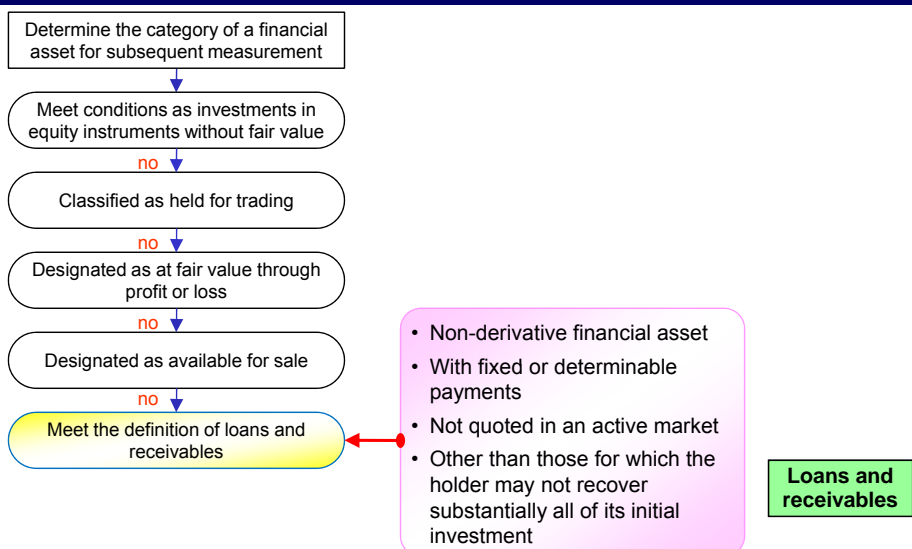 Determine the category of a financial
asset for subsequent measurement
Meet conditions as investments in
equity instruments without fair value
no
Classified as held for trading
no
Designated as at fair value through
profit or loss
no
Designated as available for sale
no
Meet the definition of loans and
receivables
• Non-derivative financial asset
• With fixed or determinable
payments
• Not quoted in an active market
• Other than those for which the
holder may not recover
substantially all of its initial
investment
Loans and
receivables